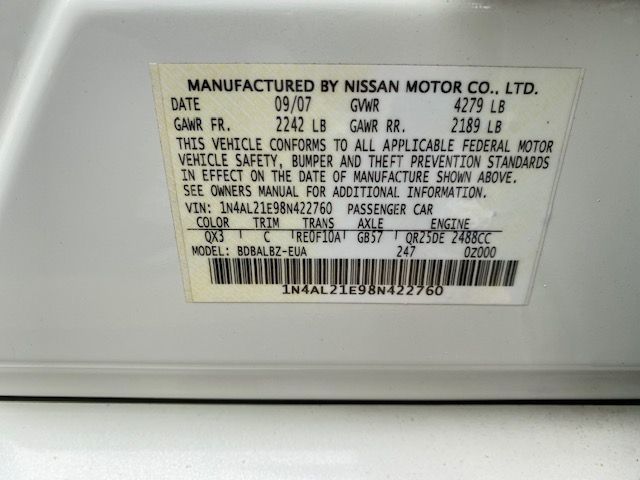 MANUFACTURED BY NISSAN MOTOR CO., LTD.
DATE 09/07 GVWR 4279 LB
GAWR FR. 2242 LB GAWR RR. 2189 LB
THIS VEHICLE CONFORMS TO ALL APPLICABLE FEDERAL MOTOR
VEHICLE SAFETY, BUMPER AND THEFT PREVENTION STANDARDS
IN EFFECT ON THE DATE OF MANUFACTURE SHOWN ABOVE.
SEE OWNERS MANUAL FOR ADDITIONAL INFORMATION.
VIN: 1N4AL21E98N422760 PASSENGER CAR
COLOR TRIM TRANS AXLE ENGINE
QX3 C RE0F10A GB57 QR25DE 2488CC
MODEL: BDBALBZ-EUA 247 0Z000
1N4AL21E98N422760